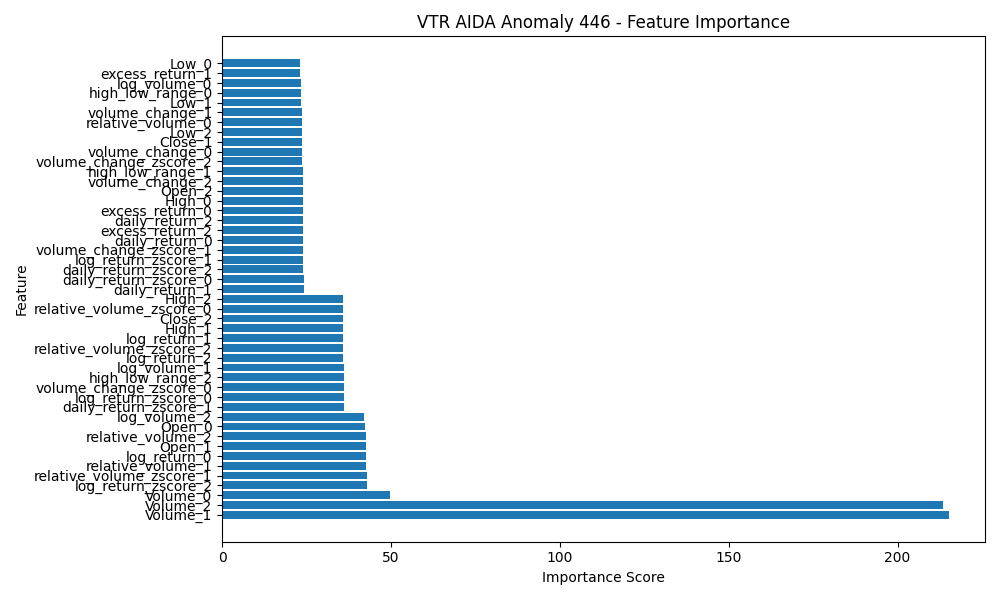 VTR AIDA Anomaly 446 - Feature Importance
Low_0
excess_return_1
log_volume_0
high_low_range_0
Low_1
volume_change_1
relative_volume_0
Low_2
Close_1
volume_change_0
volume_change_zscore_2
high_low_range_1
volume_change_2
Open_2
High_0
excess_return_0
daily_return_2
excess_return_2
daily_return_0
volume_change_zscore_1
log_return_zscore_1
daily_return_zscore_2
daily_return_zscore_0
daily_return_1
High_2
relative_volume_zscore_0
Close_2
High_1
log_return_1
relative_volume_zscore_2
log_return_2
log_volume_1
high_low_range_2
volume_change_zscore_0
log_return_zscore_0
daily_return_zscore_1
log_volume_2
Open_0
relative_volume_2
Open_1
log_return_0
relative_volume_1
relative_volume_zscore_1
log_return_zscore_2
Volume_0
Volume_2
Volume_1
Feature
0 50 100 150 200
Importance Score